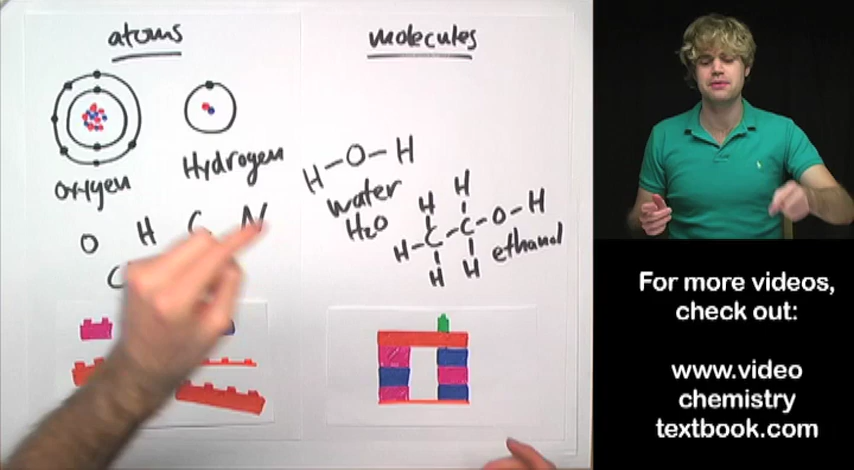 atoms
molecules
Oxygen
Hydrogen
O H C N
C
H-O-H
water
H2O
H H
H-C-C-O-H
H H
ethanol
For more videos,
check out:
www.video
chemistry
textbook.com